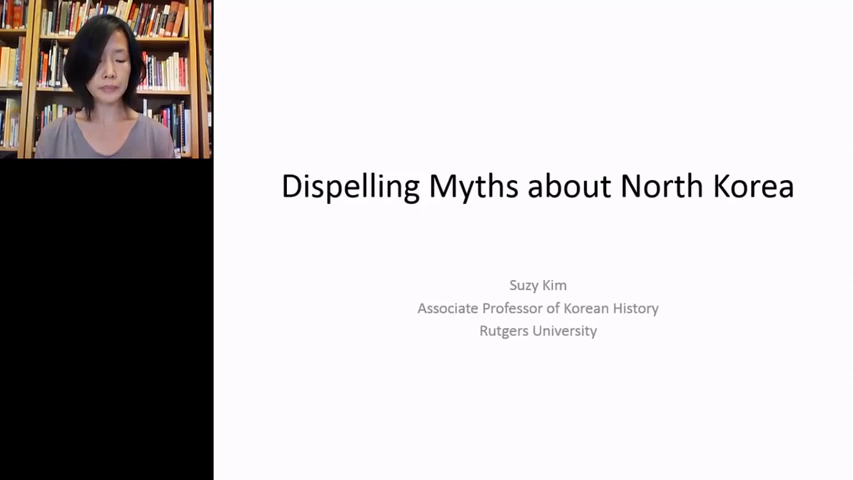 Dispelling Myths about North Korea
Suzy Kim
Associate Professor of Korean History
Rutgers University